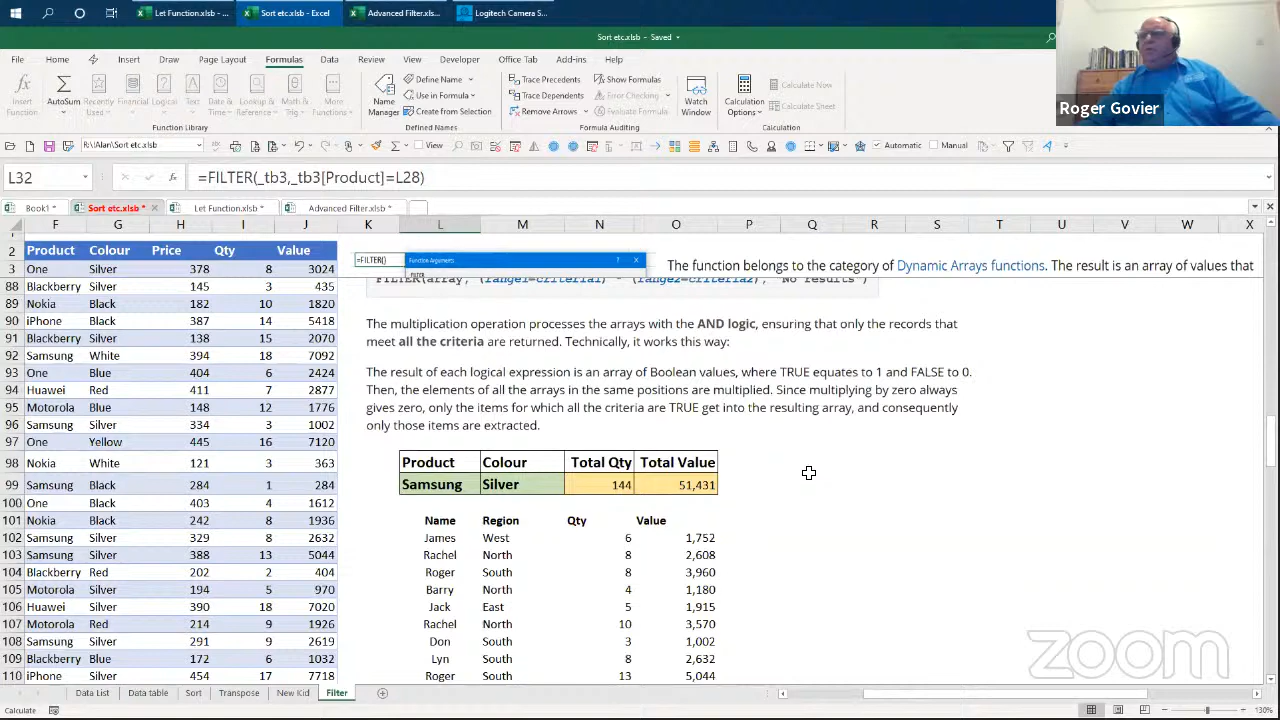 Let Function.xlsb - ...
Sort etc.xlsb - Excel
Advanced Filter.xls...
Logitech Camera S...
Sort etc.xlsb - Saved
File
Home
Insert
Draw
Page Layout
Formulas
Data
Review
View
Developer
Office Tab
Add-ins
Help
Insert Function
AutoSum
Recently Used
Financial
Logical
Text
Date & Time
Lookup & Reference
Math & Trig
More Functions
Function Library
Name Manager
Define Name
Use in Formula
Create from Selection
Defined Names
Trace Precedents
Trace Dependents
Remove Arrows
Show Formulas
Error Checking
Evaluate Formula
Formula Auditing
Watch Window
Calculation Options
Calculate Now
Calculate Sheet
Calculation
Roger Govier
R:\!Alan\Sort etc.xlsb
View
Automatic
Manual
L32
fx
=FILTER(_tb3,_tb3[Product]=L28)
Book1 *
Sort etc.xlsb *
Let Function.xlsb *
Advanced Filter.xlsb *
F G H I J K L M N O P Q R S T U V W X
2 Product Colour Price Qty Value
=FILTER()
Function Arguments
FILTER
The function belongs to the category of Dynamic Arrays functions. The result is an array of values that
3 One Silver 378 8 3024
88 Blackberry Silver 145 3 435
89 Nokia Black 182 10 1820
90 iPhone Black 387 14 5418
91 Blackberry Silver 138 15 2070
92 Samsung White 394 18 7092
93 One Blue 404 6 2424
94 Huawei Red 411 7 2877
95 Motorola Blue 148 12 1776
96 Samsung Silver 334 3 1002
97 One Yellow 445 16 7120
98 Nokia White 121 3 363
99 Samsung Black 284 1 284
100 One Black 403 4 1612
101 Nokia Black 242 8 1936
102 Samsung Silver 329 8 2632
103 Samsung Silver 388 13 5044
104 Blackberry Red 202 2 404
105 Motorola Silver 194 5 970
106 Huawei Silver 390 18 7020
107 Motorola Red 214 9 1926
108 Samsung Silver 291 9 2619
109 Blackberry Blue 172 6 1032
110 iPhone Silver 454 17 7718
FILTER(array, (range1=criteria1) * (range2=criteria2), "No results")
The multiplication operation processes the arrays with the AND logic, ensuring that only the records that
meet all the criteria are returned. Technically, it works this way:
The result of each logical expression is an array of Boolean values, where TRUE equates to 1 and FALSE to 0.
Then, the elements of all the arrays in the same positions are multiplied. Since multiplying by zero always
gives zero, only the items for which all the criteria are TRUE get into the resulting array, and consequently
only those items are extracted.
Product Colour Total Qty Total Value
Samsung Silver 144 51,431
Name Region Qty Value
James West 6 1,752
Rachel North 8 2,608
Roger South 8 3,960
Barry North 4 1,180
Jack East 5 1,915
Rachel North 10 3,570
Don South 3 1,002
Lyn South 8 2,632
Roger South 13 5,044
zoom
Data List
Data table
Sort
Transpose
New Kid
Filter
Calculate
130%